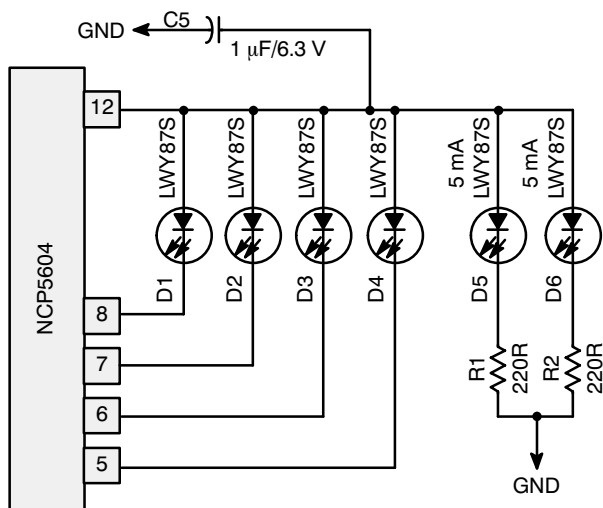 C5
GND
1 μF/6.3 V
12
LWY87S
LWY87S
LWY87S
LWY87S
5 mA
LWY87S
5 mA
LWY87S
NCP5604
D1
D2
D3
D4
D5
D6
8
7
6
5
R1
220R
R2
220R
GND